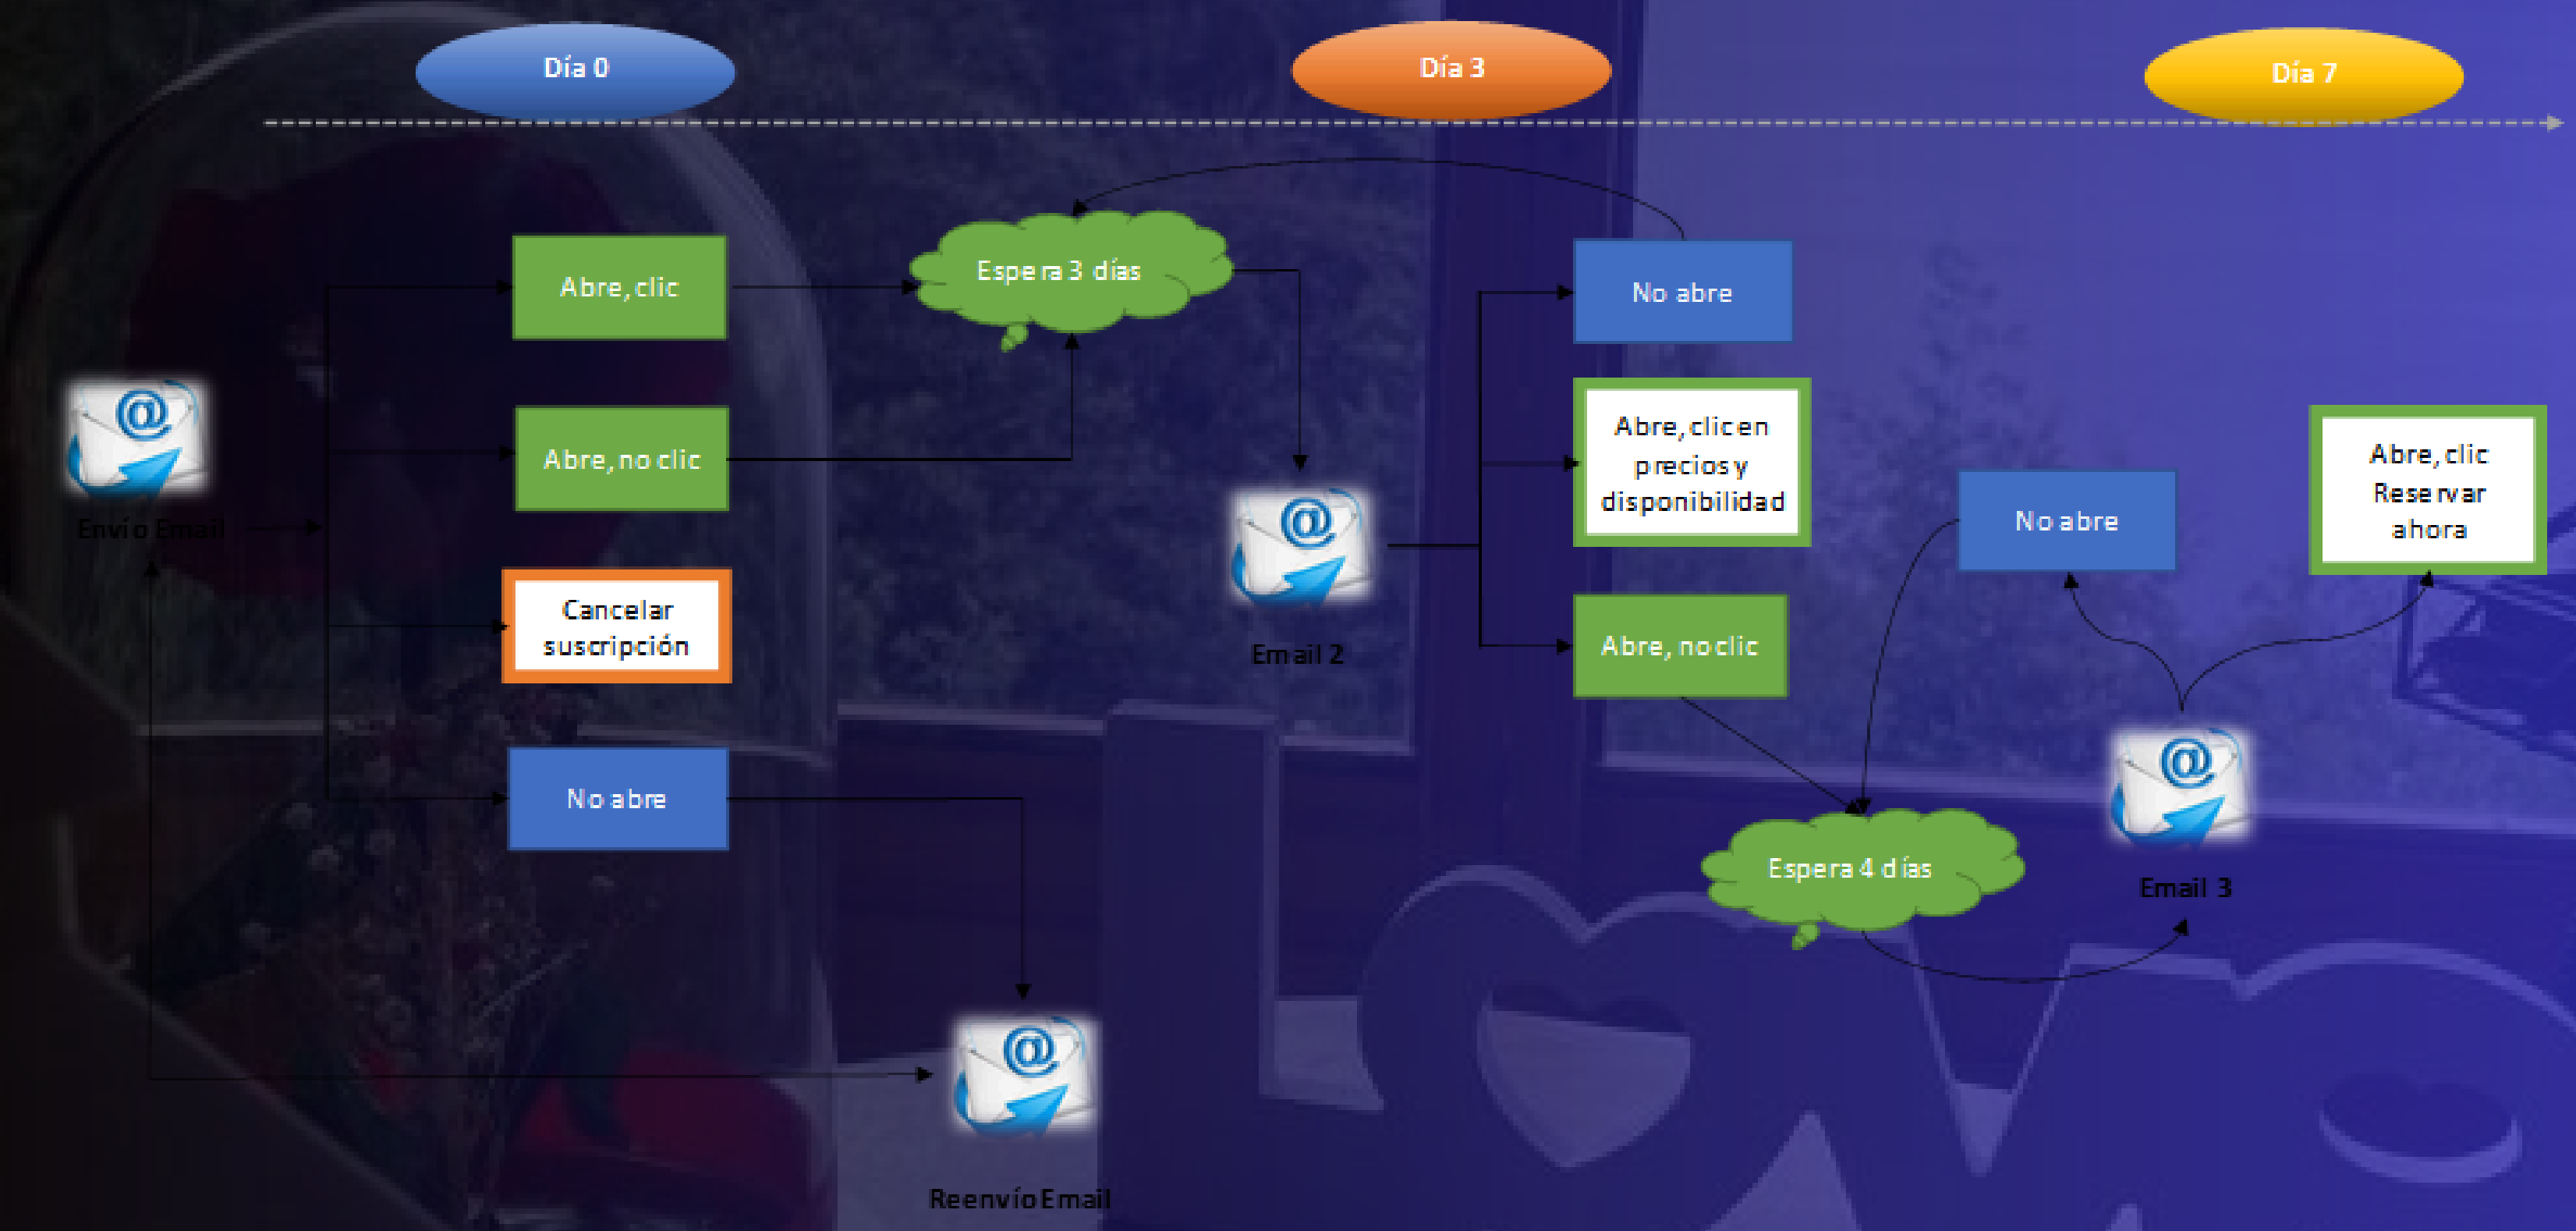 Día 0
Día 3
Día 7
Abre, clic
Espera 3 días
No abre
Envío Email
Abre, no clic
Abre, clic en
precios y
disponibilidad
Abre, clic
Reservar
ahora
No abre
Cancelar
suscripción
Email 2
Abre, no clic
No abre
Espera 4 días
Email 3
Reenvío Email
LOVE